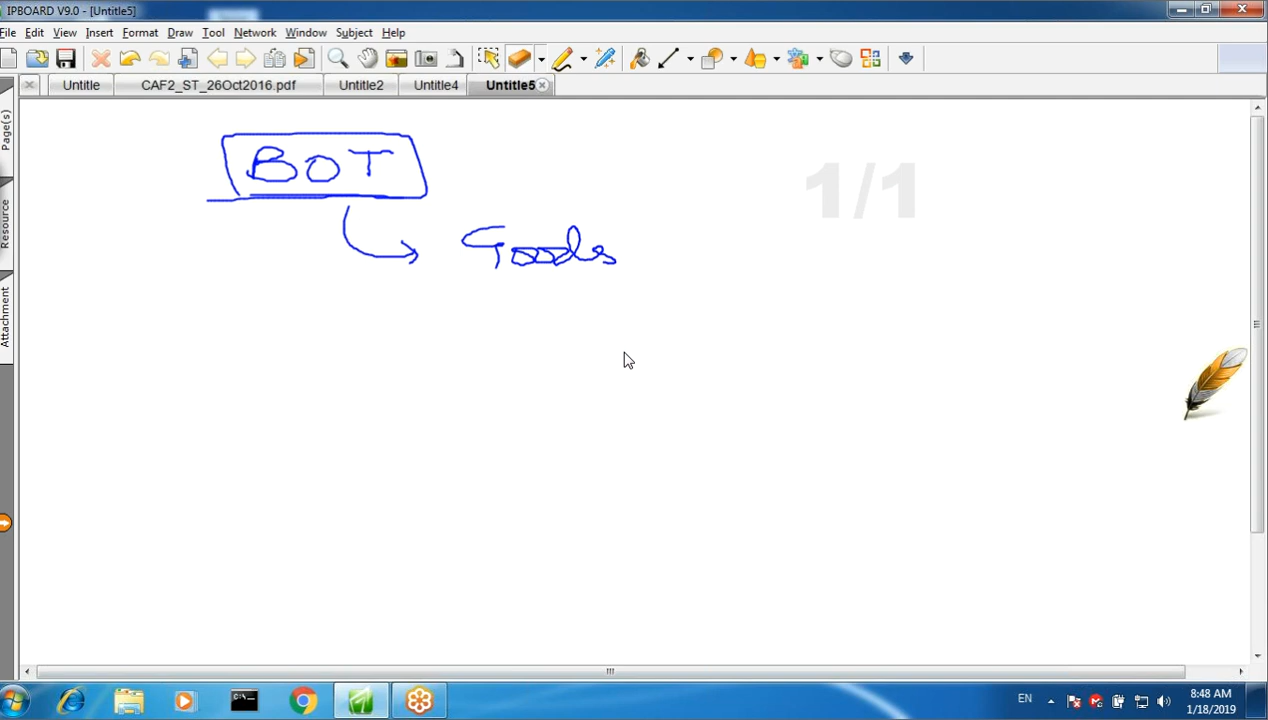 IPBOARD V9.0 - [Untitle5]
File Edit View Insert Format Draw Tool Network Window Subject Help
Untitle CAF2_ST_26Oct2016.pdf Untitle2 Untitle4 Untitle5
Page(s)
Resource
Attachment
BOT
1/1
Goods
EN
8:48 AM
1/18/2019